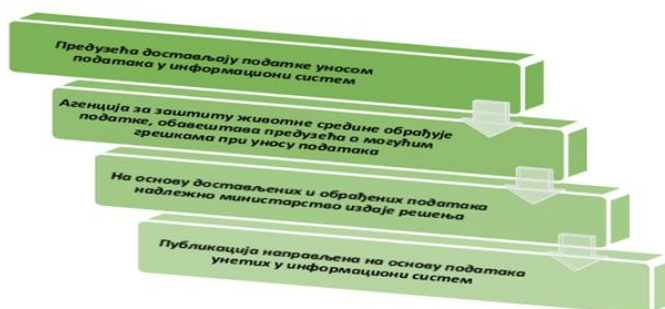 Предузећа достављају податке уносом
података у информациони систем
Агенција за заштиту животне средине обрађује
податке, обавештава предузећа о могућим
грешкама при уносу података
На основу достављених и обрађених података
надлежно министарство издаје решења
Публикација направљена на основу података
унетих у информациони систем